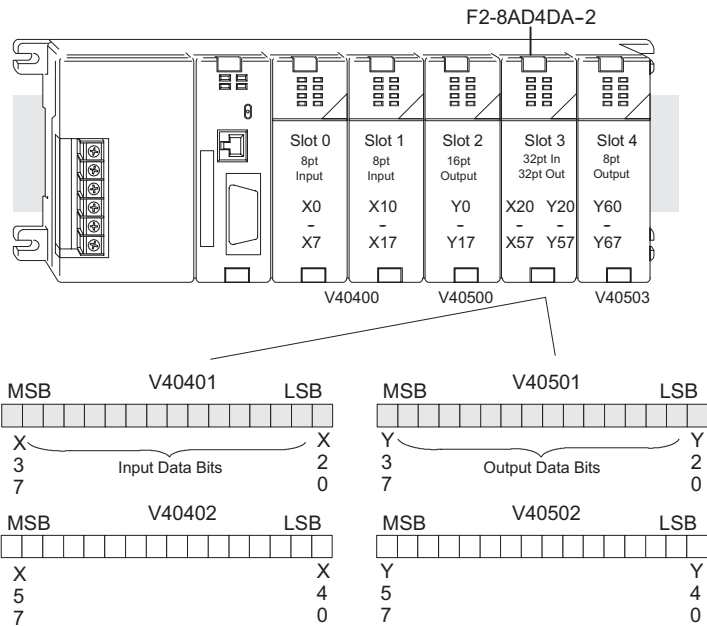 F2-8AD4DA-2
Slot 0
8pt
Input
X0
-
X7
Slot 1
8pt
Input
X10
-
X17
Slot 2
16pt
Output
Y0
-
Y17
Slot 3
32pt In
32pt Out
X20 Y20
- -
X57 Y57
Slot 4
8pt
Output
Y60
-
Y67
V40400
V40500
V40503
MSB V40401 LSB
X X
3 Input Data Bits 2
7 0
MSB V40501 LSB
Y Y
3 Output Data Bits 2
7 0
MSB V40402 LSB
X X
5 4
7 0
MSB V40502 LSB
Y Y
5 4
7 0